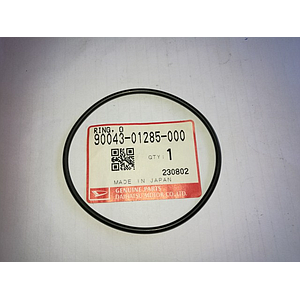 RING, O
90043-01285-000
QTY: 1
230802
MADE IN JAPAN
GENUINE PARTS
DAIHATSU MOTOR CO., LTD.